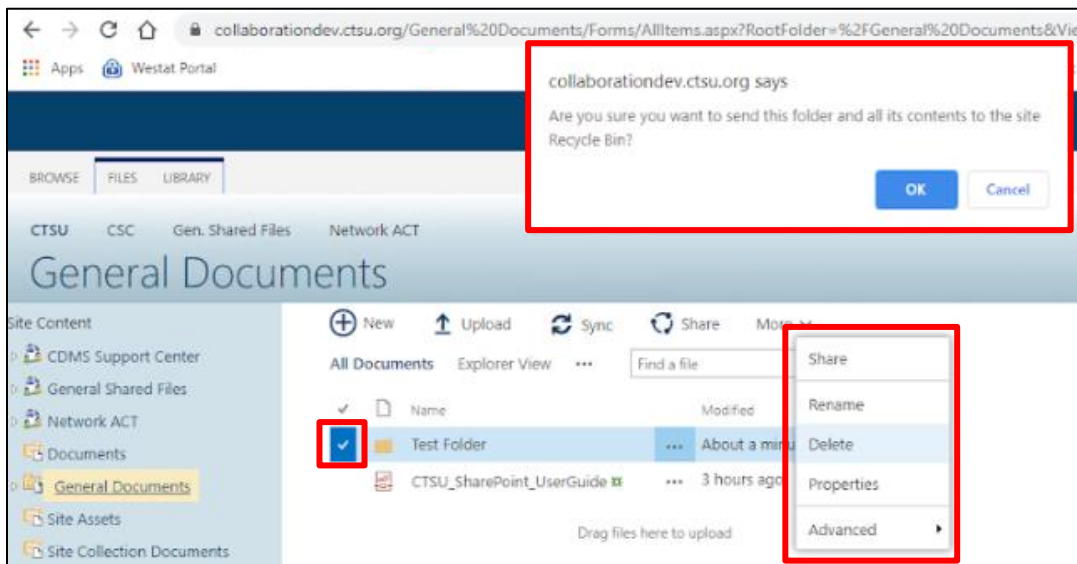 collaborationdev.ctsu.org/General%20Documents/Forms/AllItems.aspx?RootFolder=%2FGeneral%20Documents&Vie
Apps Westat Portal
collaborationdev.ctsu.org says
Are you sure you want to send this folder and all its contents to the site
Recycle Bin?
OK Cancel
BROWSE FILES LIBRARY
CTSU CSC Gen. Shared Files Network ACT
General Documents
Site Content
CDMS Support Center
General Shared Files
Network ACT
Documents
General Documents
Site Assets
Site Collection Documents
New Upload Sync Share More
All Documents Explorer View ... Find a file
Name Modified
Test Folder ... About a minu
CTSU_SharePoint_UserGuide ... 3 hours ago
Drag files here to upload
Share
Rename
Delete
Properties
Advanced